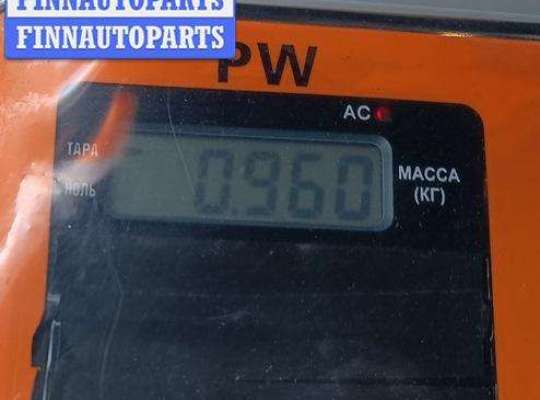 FINNAUTOPARTS
FINNAUTOPARTS
PW
AC
ТАРА
НОЛЬ
0.960
МАССА
(КГ)